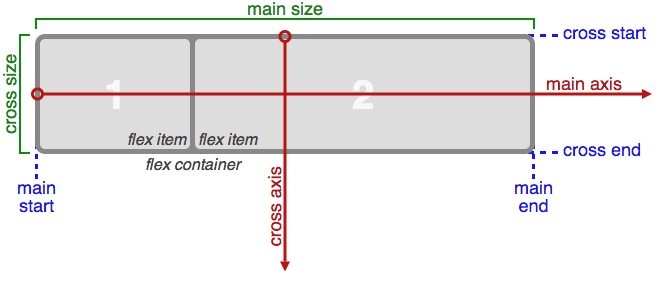 main size
cross start
cross size
1
2
main axis
flex item
flex item
cross end
flex container
cross axis
main
start
main
end